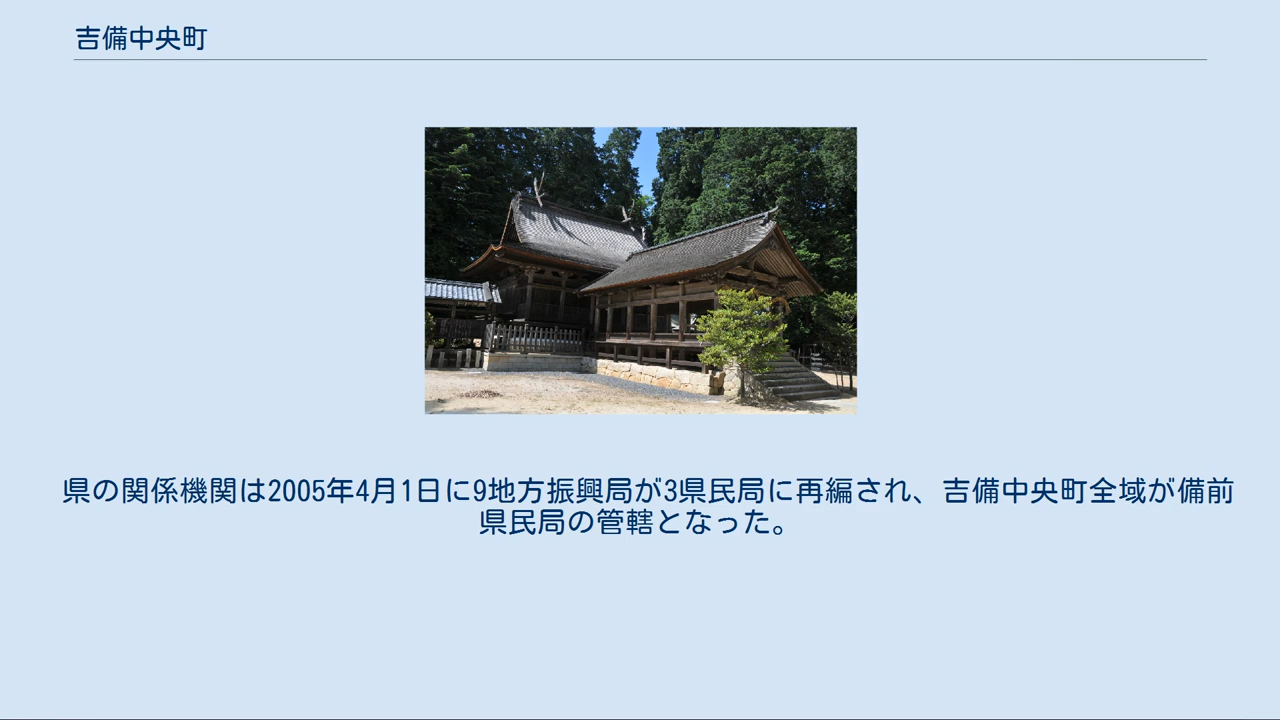 吉備中央町
県の関係機関は2005年4月1日に9地方振興局が3県民局に再編され、吉備中央町全域が備前
県民局の管轄となった。